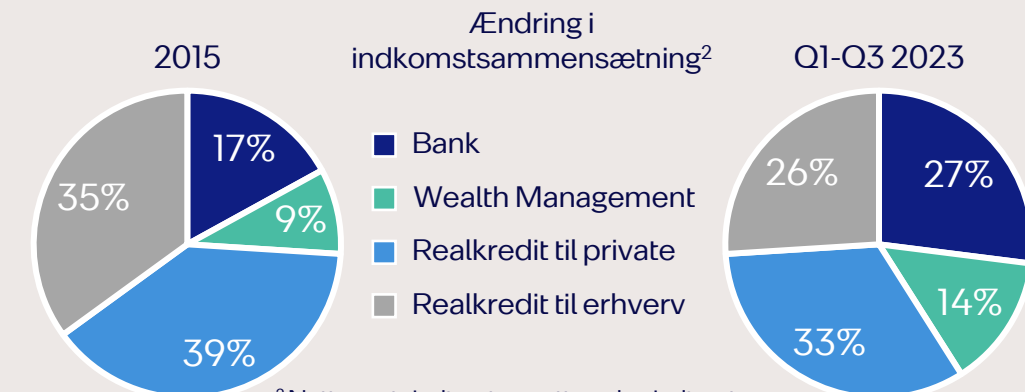 Ændring i
indkomstsammensætning²
2015
Q1-Q3 2023
17%
9%
39%
35%
Bank
Wealth Management
Realkredit til private
Realkredit til erhverv
27%
14%
33%
26%